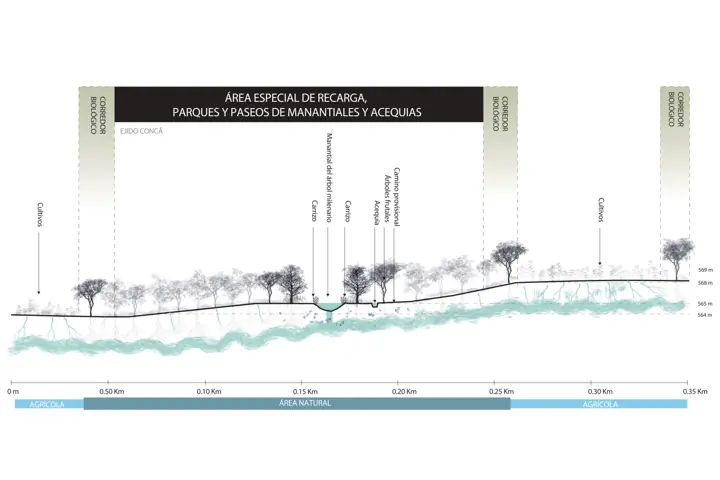 ÁREA ESPECIAL DE RECARGA,
PARQUES Y PASEOS DE MANANTIALES Y ACEQUIAS
CORREDOR
BIOLÓGICO
EJIDO CONCÁ
CORREDOR
BIOLÓGICO
CORREDOR
BIOLÓGICO
Cultivos
Carrizo
Manantial del árbol milenario
Carrizo
Acequia
Árboles frutales
Camino provisional
Cultivos
569 m
568 m
565 m
564 m
0 m
0.50 Km
0.10 Km
0.15 Km
0.20 Km
0.25 Km
0.30 Km
0.35 Km
AGRÍCOLA
ÁREA NATURAL
AGRÍCOLA